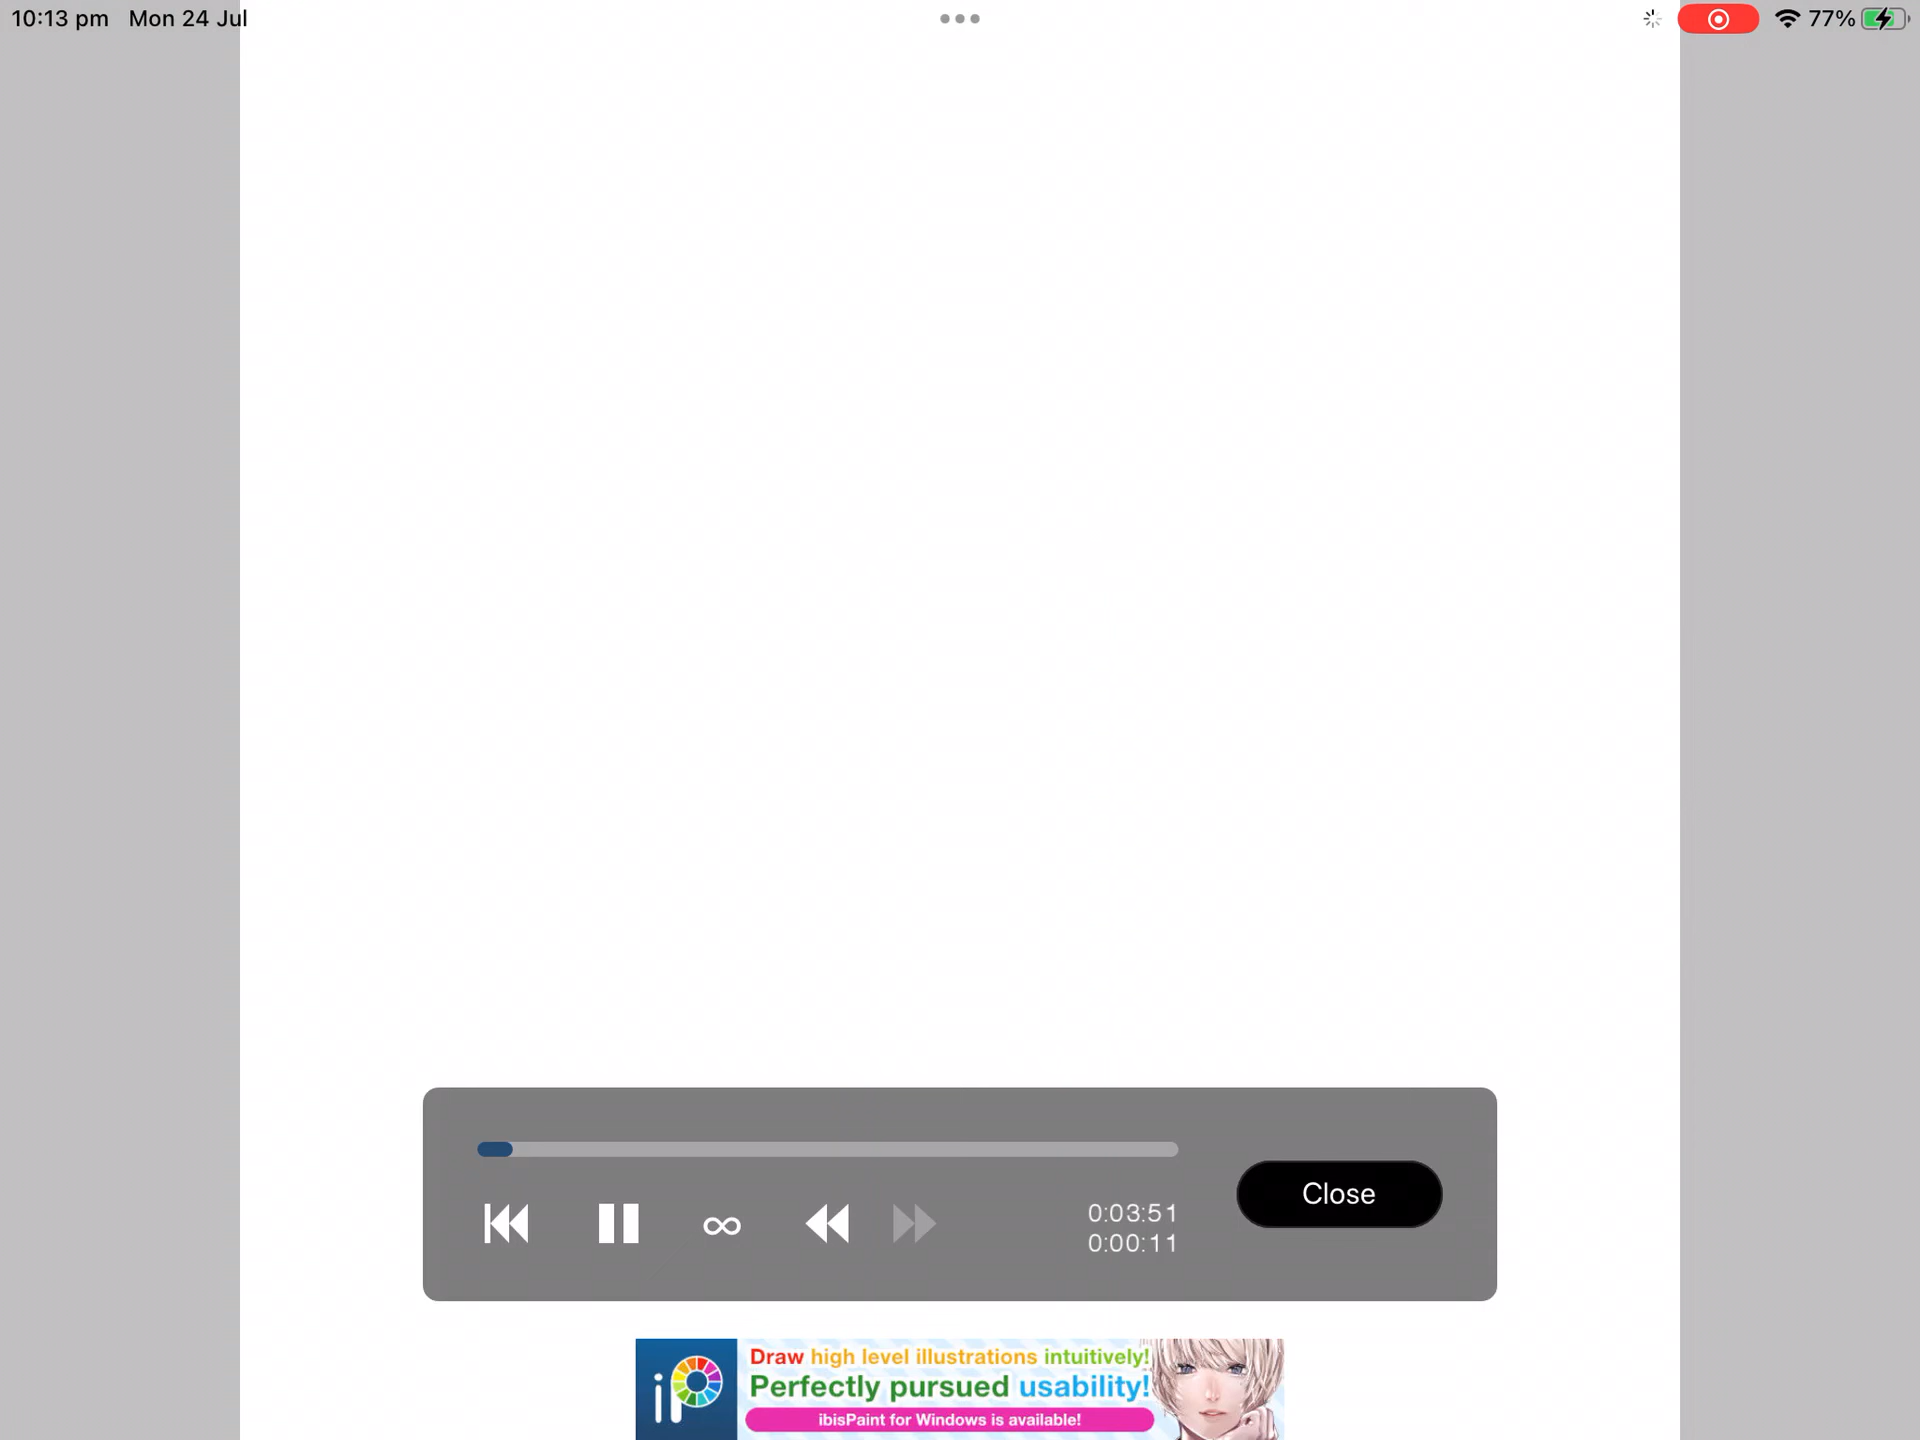 10:13 pm Mon 24 Jul
77%
0:03:51
0:00:11
Close
iP
Draw high level illustrations intuitively!
Perfectly pursued usability!
ibisPaint for Windows is available!